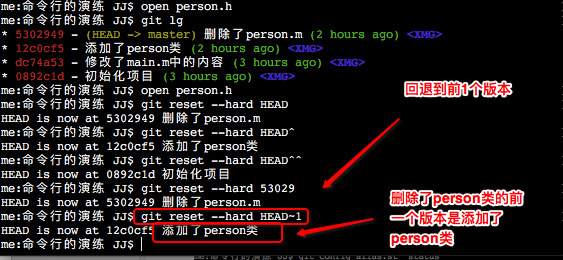 me:命令行的演练 JJ$ open person.h
me:命令行的演练 JJ$ git lg
* 5302949 - (HEAD -> master) 删除了person.m (2 hours ago) <XMG>
* 12c0cf5 - 添加了person类 (2 hours ago) <XMG>
* dc74a53 - 修改了main.m中的内容 (3 hours ago) <XMG>
* 0892c1d - 初始化项目 (3 hours ago) <XMG>
me:命令行的演练 JJ$ open person.h
me:命令行的演练 JJ$ git reset --hard HEAD
HEAD is now at 5302949 删除了person.m
me:命令行的演练 JJ$ git reset --hard HEAD^
HEAD is now at 12c0cf5 添加了person类
me:命令行的演练 JJ$ git reset --hard HEAD^^
HEAD is now at 0892c1d 初始化项目
me:命令行的演练 JJ$ git reset --hard 53029
HEAD is now at 5302949 删除了person.m
me:命令行的演练 JJ$ git reset --hard HEAD~1
HEAD is now at 12c0cf5 添加了person类
me:命令行的演练 JJ$
回退到前1个版本
删除了person类的前
一个版本是添加了
person类